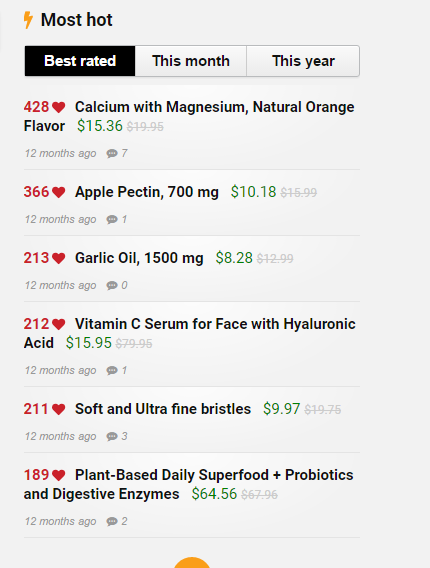 Most hot
Best rated This month This year
428 Calcium with Magnesium, Natural Orange
Flavor $15.36 $19.95
12 months ago 7
366 Apple Pectin, 700 mg $10.18 $15.99
12 months ago 1
213 Garlic Oil, 1500 mg $8.28 $12.99
12 months ago 0
212 Vitamin C Serum for Face with Hyaluronic
Acid $15.95 $79.95
12 months ago 1
211 Soft and Ultra fine bristles $9.97 $19.75
12 months ago 3
189 Plant-Based Daily Superfood + Probiotics
and Digestive Enzymes $64.56 $67.96
12 months ago 2